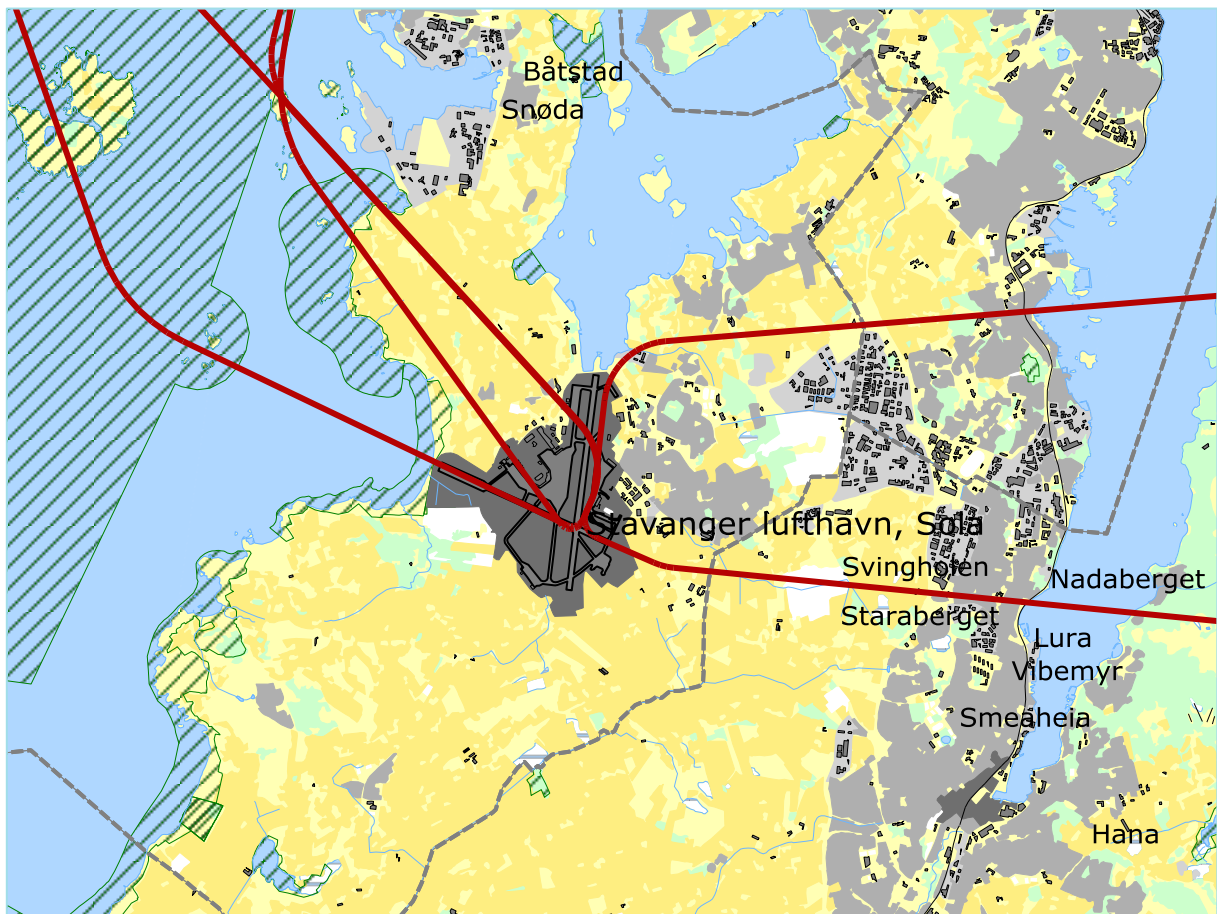 Båtstad
Snøda
Stavanger lufthavn, Sola
Svingholen
Nadaberget
Staraberget
Lura
Vibemyr
Smeaheia
Hana